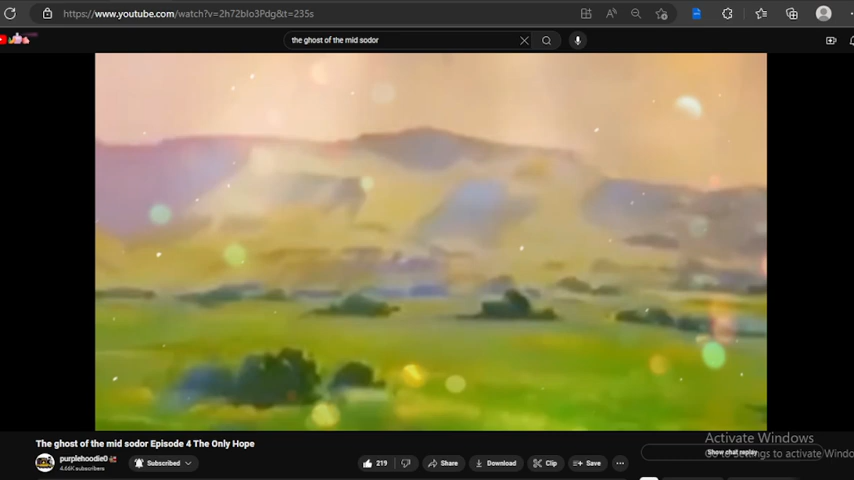 https://www.youtube.com/watch?v=2h72bIo3Pdg&t=235s
the ghost of the mid sodor
The ghost of the mid sodor Episode 4 The Only Hope
purplehoodie0
4.66K subscribers
Subscribed
219
Share
Download
Clip
Save
Show chat replay
Activate Windows
Go to Settings to activate Windo